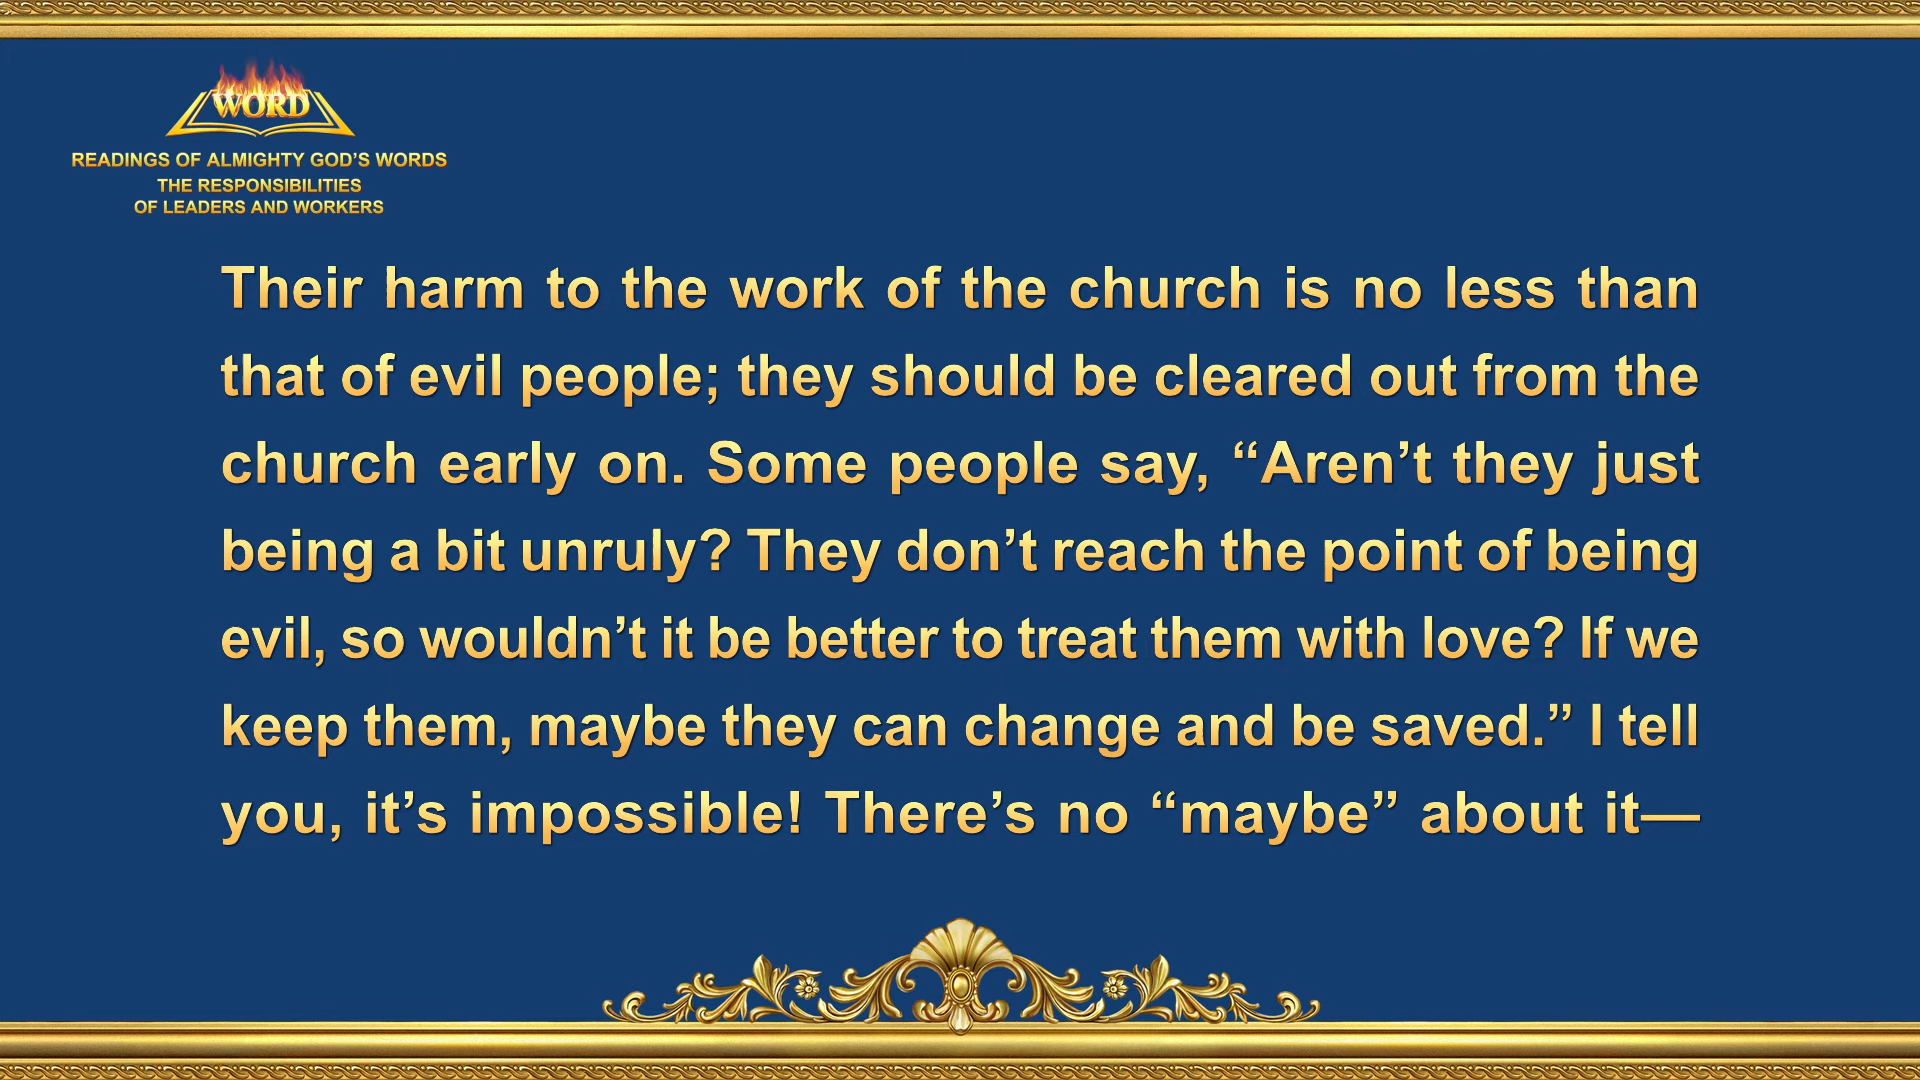 WORD
READINGS OF ALMIGHTY GOD’S WORDS
THE RESPONSIBILITIES
OF LEADERS AND WORKERS
Their harm to the work of the church is no less than
that of evil people; they should be cleared out from the
church early on. Some people say, “Aren’t they just
being a bit unruly? They don’t reach the point of being
evil, so wouldn’t it be better to treat them with love? If we
keep them, maybe they can change and be saved.” I tell
you, it’s impossible! There’s no “maybe” about it—